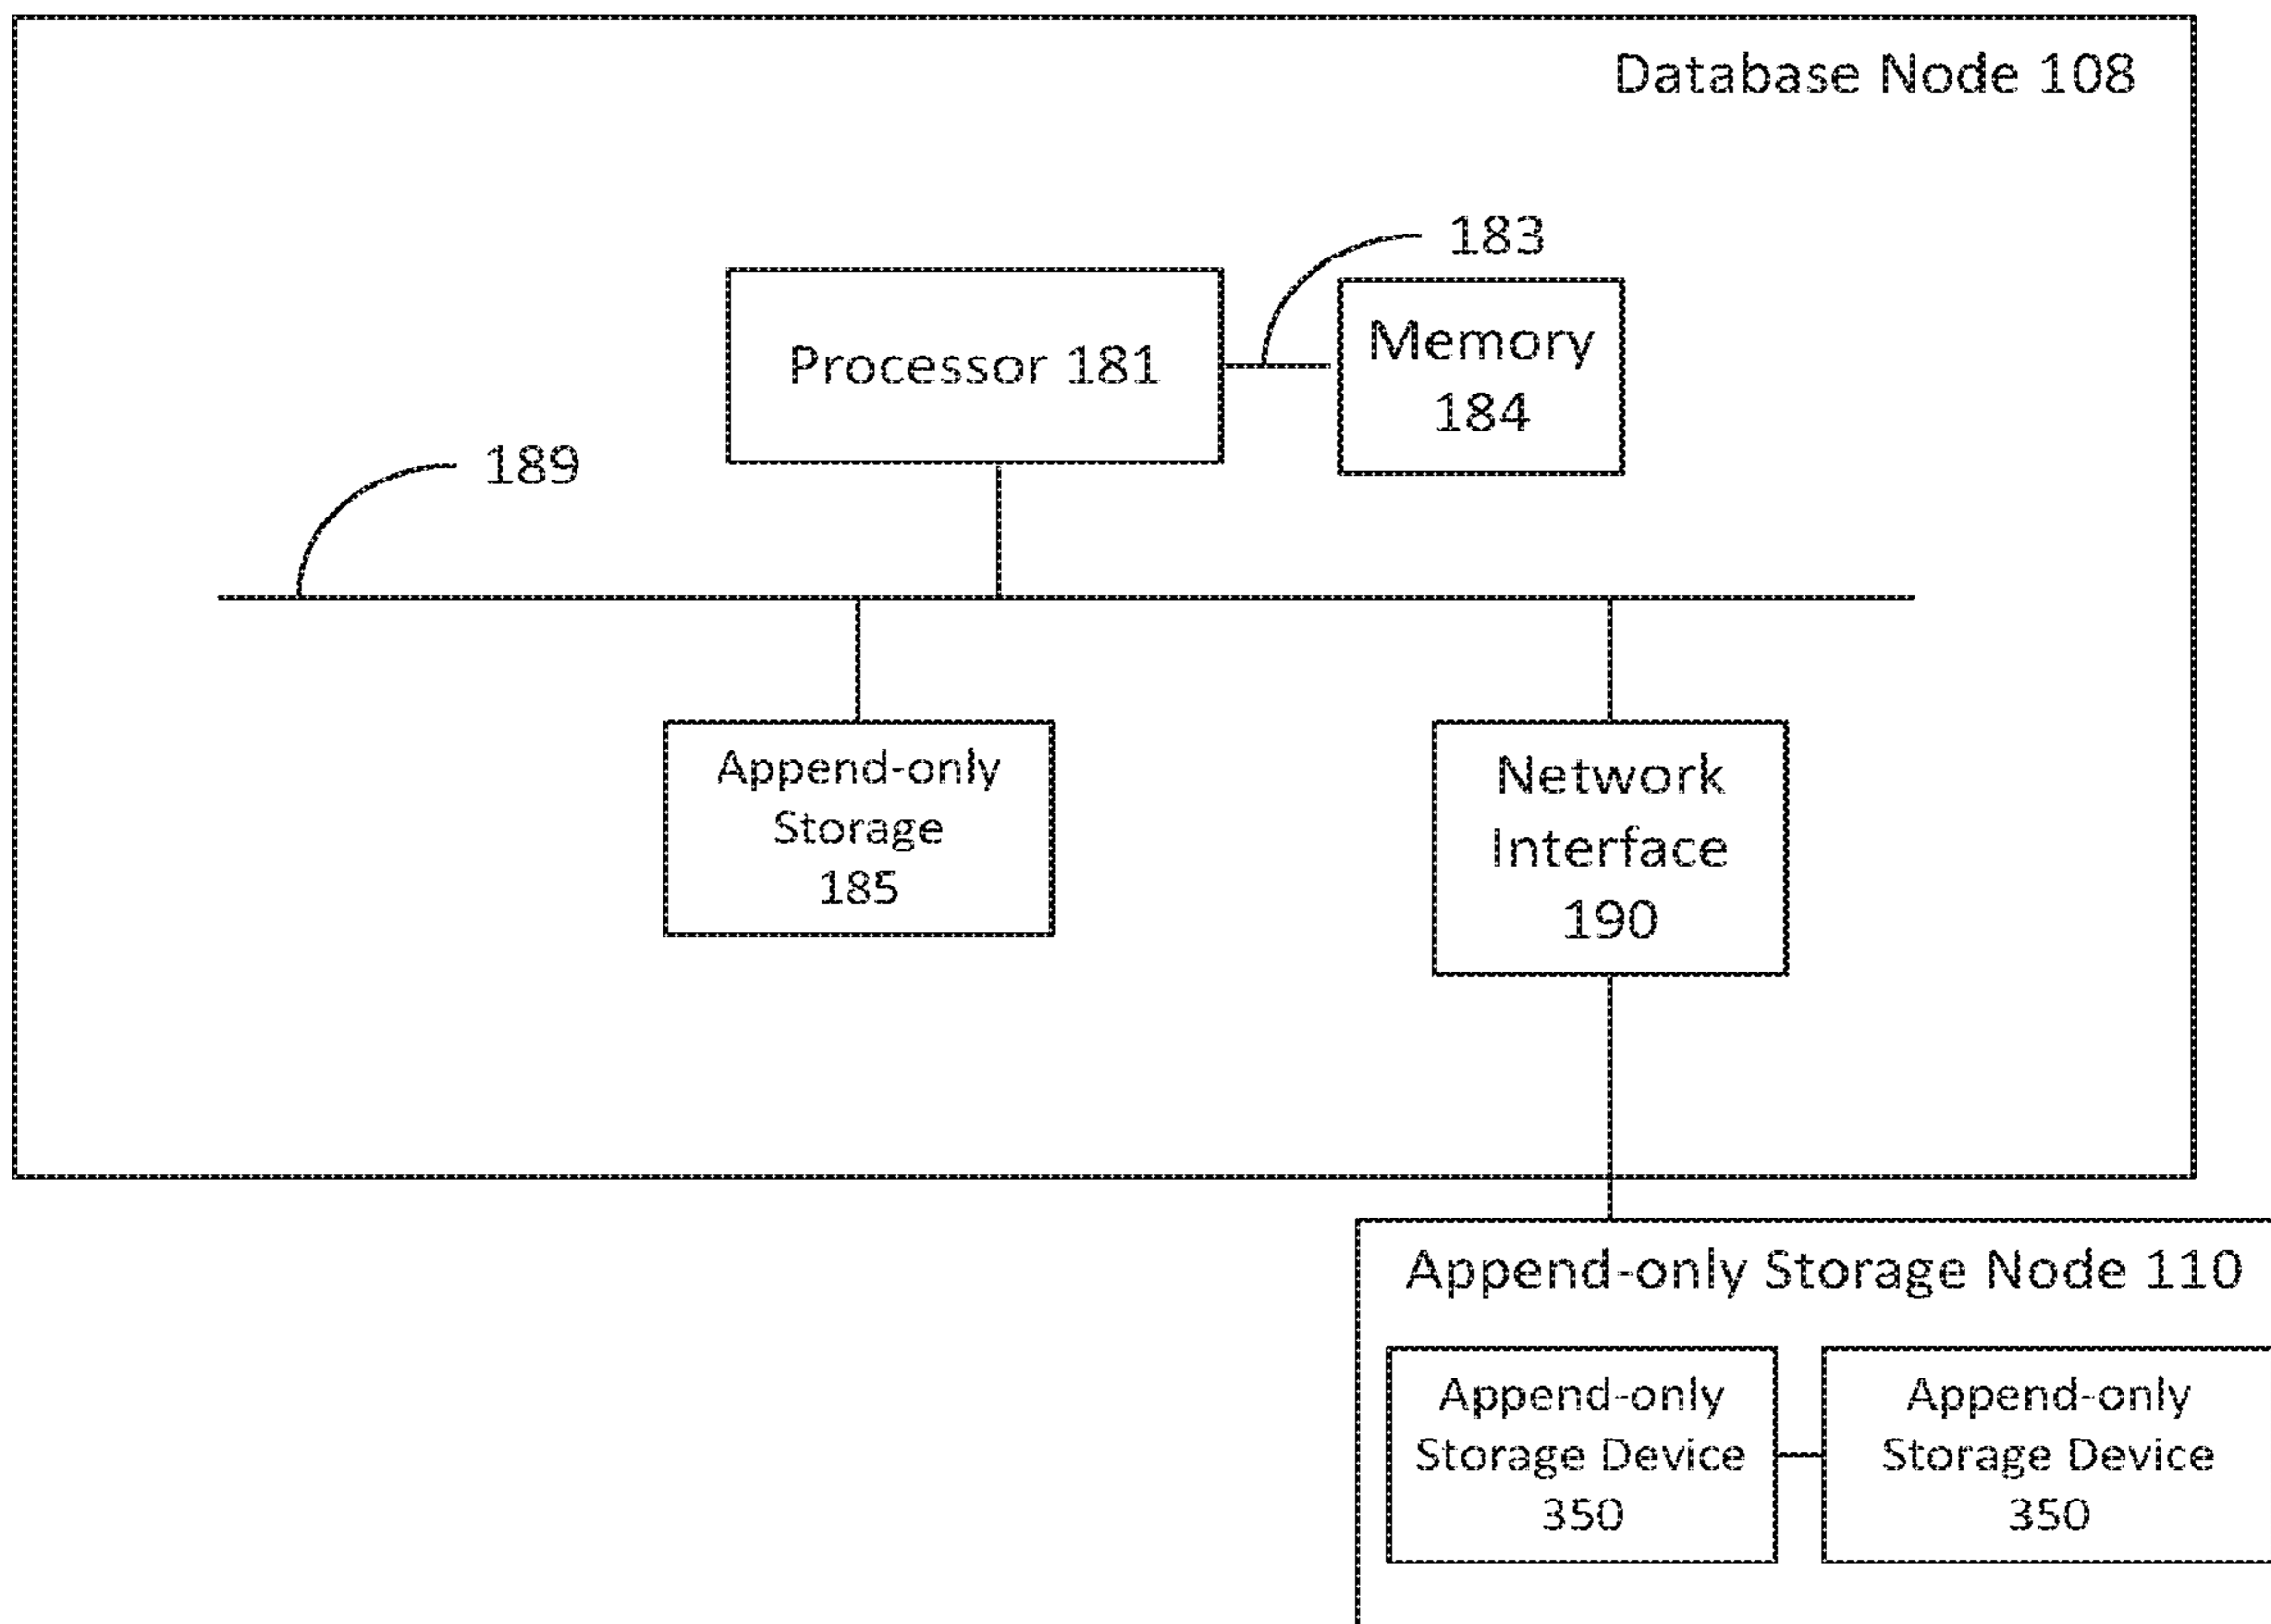 Database Node 108
183
Processor 181
Memory
184
189
Append-only
Storage
185
Network
Interface
190
Append-only Storage Node 110
Append-only
Storage Device
350
Append-only
Storage Device
350